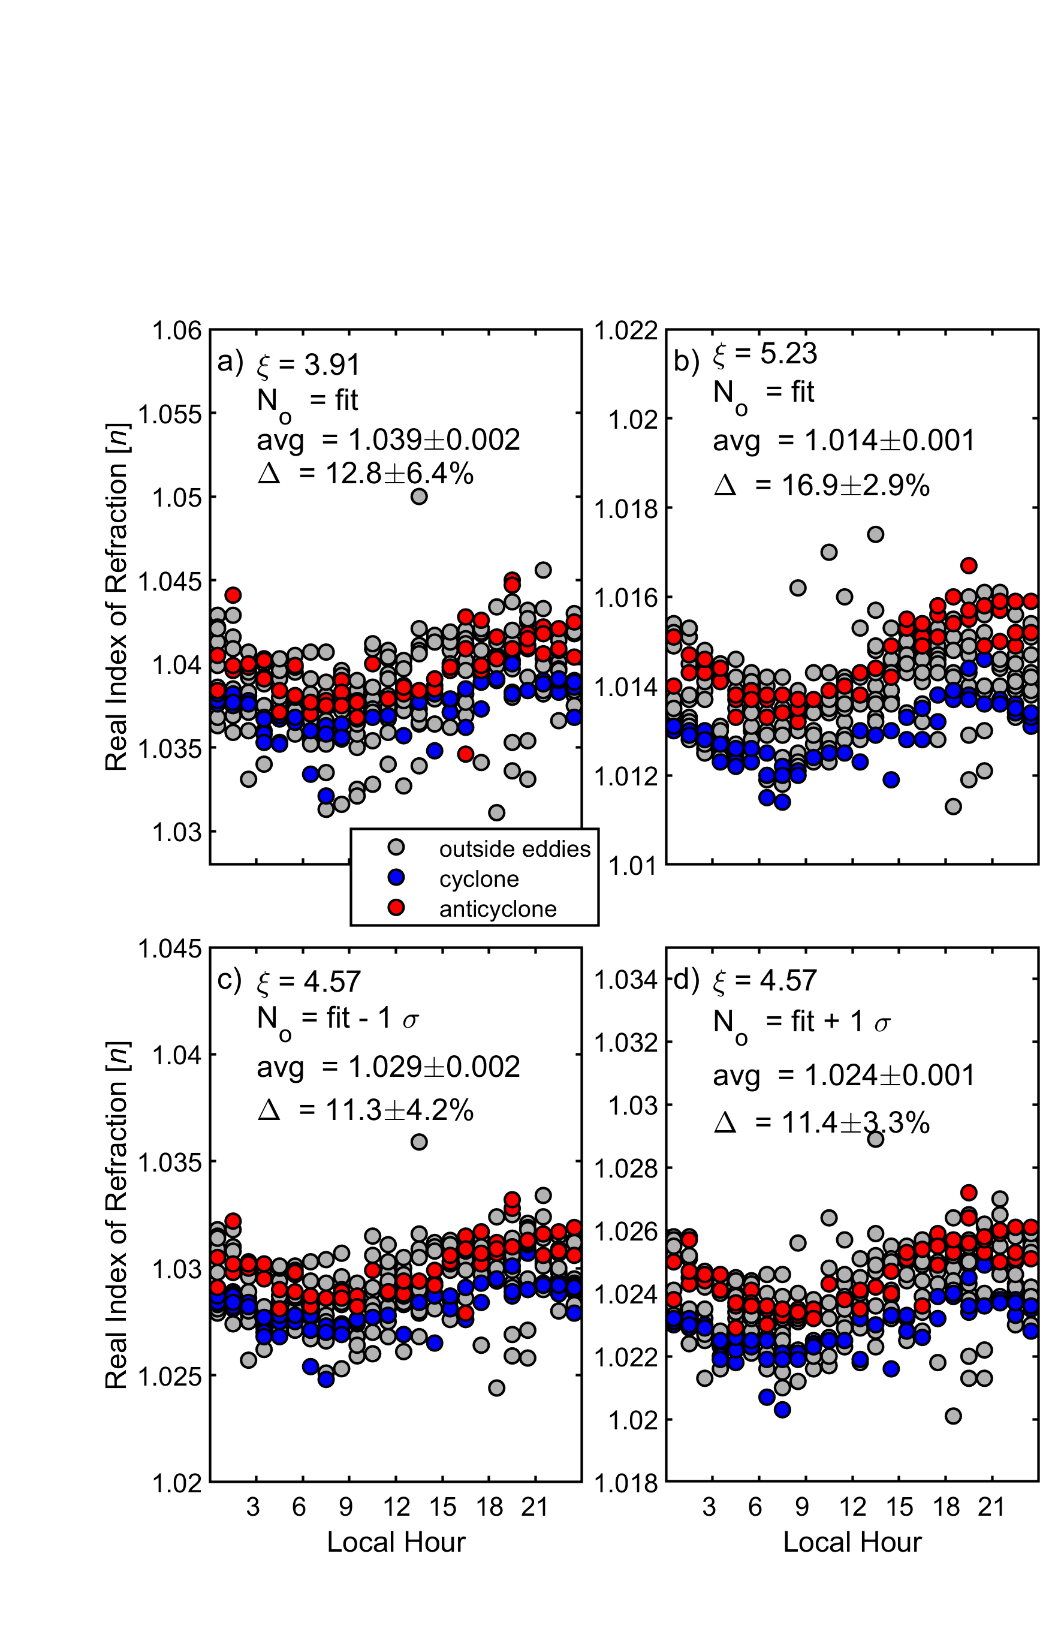 a) ξ = 3.91
N_o = fit
avg = 1.039±0.002
Δ = 12.8±6.4%
1.06
1.055
1.05
1.045
1.04
1.035
1.03
Real Index of Refraction [n]
b) ξ = 5.23
N_o = fit
avg = 1.014±0.001
Δ = 16.9±2.9%
1.022
1.02
1.018
1.016
1.014
1.012
1.01
outside eddies
cyclone
anticyclone
c) ξ = 4.57
N_o = fit - 1 σ
avg = 1.029±0.002
Δ = 11.3±4.2%
1.045
1.04
1.035
1.03
1.025
1.02
Real Index of Refraction [n]
3 6 9 12 15 18 21
Local Hour
d) ξ = 4.57
N_o = fit + 1 σ
avg = 1.024±0.001
Δ = 11.4±3.3%
1.034
1.032
1.03
1.028
1.026
1.024
1.022
1.02
1.018
3 6 9 12 15 18 21
Local Hour